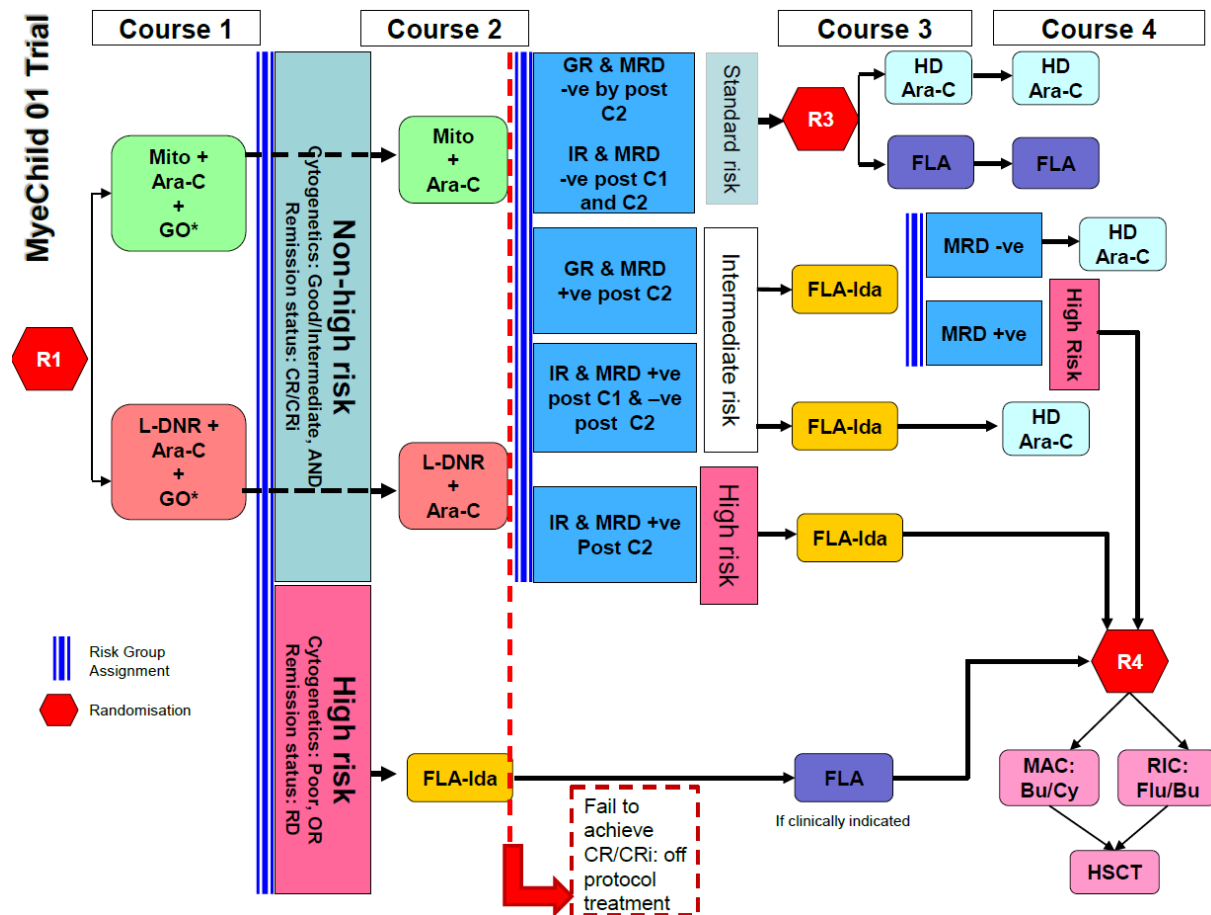 MyeChild 01 Trial
Course 1
Course 2
Course 3
Course 4
R1
Mito +
Ara-C
+
GO*
L-DNR +
Ara-C
+
GO*
Non-high risk
Cytogenetics: Good/Intermediate, AND
Remission status: CR/CRi
High risk
Cytogenetics: Poor, OR
Remission status: RD
Mito
+
Ara-C
L-DNR
+
Ara-C
FLA-Ida
GR & MRD
-ve by post
C2
IR & MRD
-ve post C1
and C2
Standard risk
R3
HD
Ara-C
HD
Ara-C
FLA
FLA
GR & MRD
+ve post C2
IR & MRD +ve
post C1 & –ve
post C2
Intermediate risk
FLA-Ida
MRD -ve
HD
Ara-C
MRD +ve
High Risk
FLA-Ida
HD
Ara-C
IR & MRD +ve
Post C2
High risk
FLA-Ida
R4
FLA
If clinically indicated
MAC:
Bu/Cy
RIC:
Flu/Bu
HSCT
Fail to
achieve
CR/CRi: off
protocol
treatment
Risk Group
Assignment
Randomisation